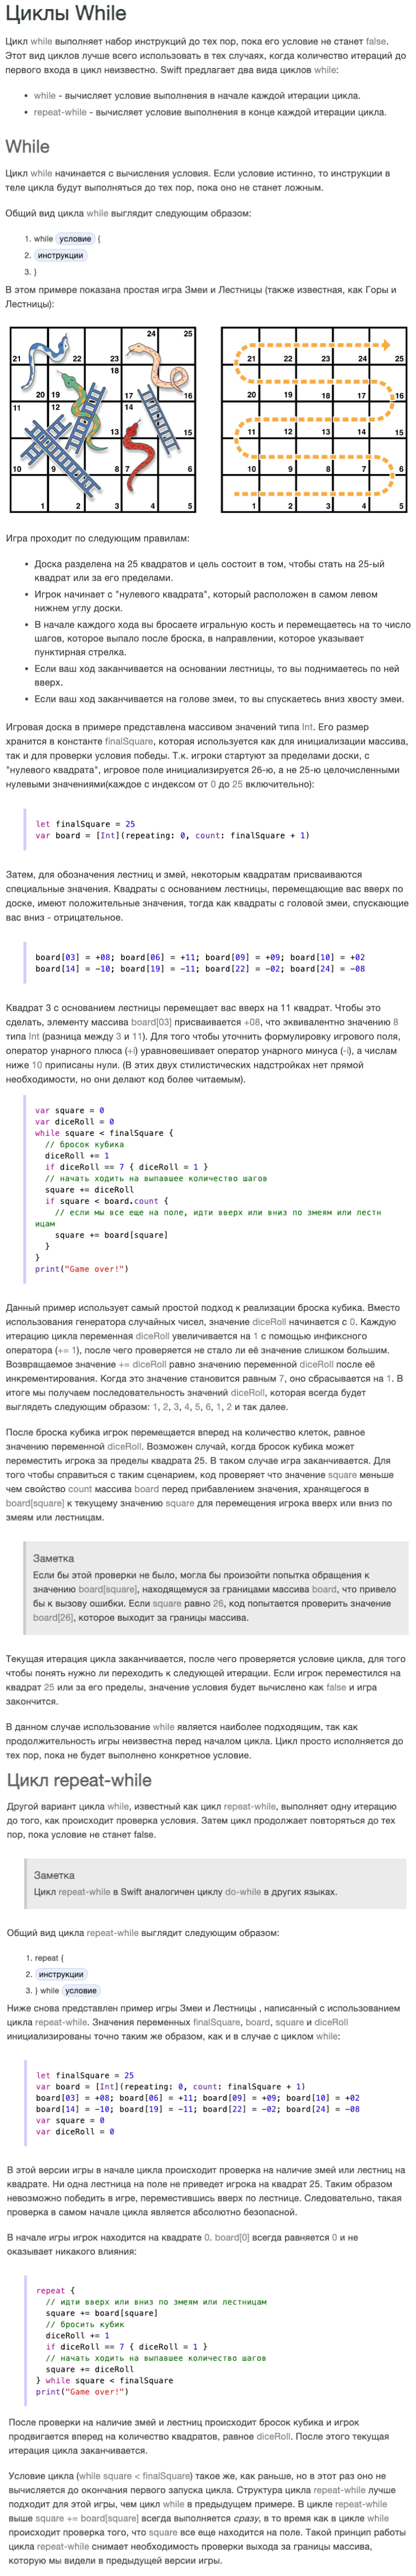 Циклы While
Цикл while выполняет набор инструкций до тех пор, пока его условие не станет false.
Этот вид циклов лучше всего использовать в тех случаях, когда количество итераций до
первого входа в цикл неизвестно. Swift предлагает два вида циклов while:
• while - вычисляет условие выполнения в начале каждой итерации цикла.
• repeat-while - вычисляет условие выполнения в конце каждой итерации цикла.
While
Цикл while начинается с вычисления условия. Если условие истинно, то инструкции в
теле цикла будут выполняться до тех пор, пока оно не станет ложным.
Общий вид цикла while выглядит следующим образом:
1. while условие {
2. инструкции
3. }
В этом примере показана простая игра Змеи и Лестницы (также известная, как Горы и
Лестницы):
24 25
21 22 23
18
20 19 17 16
11 12 14
13 15
10 9 8 7 6
1 2 3 4 5
21 22 23 24 25
20 19 18 17 16
11 12 13 14 15
10 9 8 7 6
1 2 3 4 5
Игра проходит по следующим правилам:
• Доска разделена на 25 квадратов и цель состоит в том, чтобы стать на 25-ый
квадрат или за его пределами.
• Игрок начинает с "нулевого квадрата", который расположен в самом левом
нижнем углу доски.
• В начале каждого хода вы бросаете игральную кость и перемещаетесь на то число
шагов, которое выпало после броска, в направлении, которое указывает
пунктирная стрелка.
• Если ваш ход заканчивается на основании лестницы, то вы поднимаетесь по ней
вверх.
• Если ваш ход заканчивается на голове змеи, то вы спускаетесь вниз хвосту змеи.
Игровая доска в примере представлена массивом значений типа Int. Его размер
хранится в константе finalSquare, которая используется как для инициализации массива,
так и для проверки условия победы. Т.к. игроки стартуют за пределами доски, с
"нулевого квадрата", игровое поле инициализируется 26-ю, а не 25-ю целочисленными
нулевыми значениями(каждое с индексом от 0 до 25 включительно):
let finalSquare = 25
var board = [Int](repeating: 0, count: finalSquare + 1)
Затем, для обозначения лестниц и змей, некоторым квадратам присваиваются
специальные значения. Квадраты с основанием лестницы, перемещающие вас вверх по
доске, имеют положительные значения, тогда как квадраты с головой змеи, спускающие
вас вниз - отрицательное.
board[03] = +08; board[06] = +11; board[09] = +09; board[10] = +02
board[14] = -10; board[19] = -11; board[22] = -02; board[24] = -08
Квадрат 3 с основанием лестницы перемещает вас вверх на 11 квадрат. Чтобы это
сделать, элементу массива board[03] присваивается +08, что эквивалентно значению 8
типа Int (разница между 3 и 11). Для того чтобы уточнить формулировку игрового поля,
оператор унарного плюса (+i) уравновешивает оператор унарного минуса (-i), а числам
ниже 10 приписаны нули. (В этих двух стилистических надстройках нет прямой
необходимости, но они делают код более читаемым).
var square = 0
var diceRoll = 0
while square < finalSquare {
// бросок кубика
diceRoll += 1
if diceRoll == 7 { diceRoll = 1 }
// начать ходить на выпавшее количество шагов
square += diceRoll
if square < board.count {
// если мы все еще на поле, идти вверх или вниз по змеям или лестн
ицам
square += board[square]
}
}
print("Game over!")
Данный пример использует самый простой подход к реализации броска кубика. Вместо
использования генератора случайных чисел, значение diceRoll начинается с 0. Каждую
итерацию цикла переменная diceRoll увеличивается на 1 с помощью инфиксного
оператора (+= 1), после чего проверяется не стало ли её значение слишком большим.
Возвращаемое значение += diceRoll равно значению переменной diceRoll после её
инкрементирования. Когда это значение становится равным 7, оно сбрасывается на 1. В
итоге мы получаем последовательность значений diceRoll, которая всегда будет
выглядеть следующим образом: 1, 2, 3, 4, 5, 6, 1, 2 и так далее.
После броска кубика игрок перемещается вперед на количество клеток, равное
значению переменной diceRoll. Возможен случай, когда бросок кубика может
переместить игрока за пределы квадрата 25. В таком случае игра заканчивается. Для
того чтобы справиться с таким сценарием, код проверяет что значение square меньше
чем свойство count массива board перед прибавлением значения, хранящегося в
board[square] к текущему значению square для перемещения игрока вверх или вниз по
змеям или лестницам.
Заметка
Если бы этой проверки не было, могла бы произойти попытка обращения к
значению board[square], находящемуся за границами массива board, что привело
бы к вызову ошибки. Если square равно 26, код попытается проверить значение
board[26], которое выходит за границы массива.
Текущая итерация цикла заканчивается, после чего проверяется условие цикла, для того
чтобы понять нужно ли переходить к следующей итерации. Если игрок переместился на
квадрат 25 или за его пределы, значение условия будет вычислено как false и игра
закончится.
В данном случае использование while является наиболее подходящим, так как
продолжительность игры неизвестна перед началом цикла. Цикл просто исполняется до
тех пор, пока не будет выполнено конкретное условие.
Цикл repeat-while
Другой вариант цикла while, известный как цикл repeat-while, выполняет одну итерацию
до того, как происходит проверка условия. Затем цикл продолжает повторяться до тех
пор, пока условие не станет false.
Заметка
Цикл repeat-while в Swift аналогичен циклу do-while в других языках.
Общий вид цикла repeat-while выглядит следующим образом:
1. repeat {
2. инструкции
3. } while условие
Ниже снова представлен пример игры Змеи и Лестницы , написанный с использованием
цикла repeat-while. Значения переменных finalSquare, board, square и diceRoll
инициализированы точно таким же образом, как и в случае с циклом while:
let finalSquare = 25
var board = [Int](repeating: 0, count: finalSquare + 1)
board[03] = +08; board[06] = +11; board[09] = +09; board[10] = +02
board[14] = -10; board[19] = -11; board[22] = -02; board[24] = -08
var square = 0
var diceRoll = 0
В этой версии игры в начале цикла происходит проверка на наличие змей или лестниц на
квадрате. Ни одна лестница на поле не приведет игрока на квадрат 25. Таким образом
невозможно победить в игре, переместившись вверх по лестнице. Следовательно, такая
проверка в самом начале цикла является абсолютно безопасной.
В начале игры игрок находится на квадрате 0. board[0] всегда равняется 0 и не
оказывает никакого влияния:
repeat {
// идти вверх или вниз по змеям или лестницам
square += board[square]
// бросить кубик
diceRoll += 1
if diceRoll == 7 { diceRoll = 1 }
// начать ходить на выпавшее количество шагов
square += diceRoll
} while square < finalSquare
print("Game over!")
После проверки на наличие змей и лестниц происходит бросок кубика и игрок
продвигается вперед на количество квадратов, равное diceRoll. После этого текущая
итерация цикла заканчивается.
Условие цикла (while square < finalSquare) такое же, как раньше, но в этот раз оно не
вычисляется до окончания первого запуска цикла. Структура цикла repeat-while лучше
подходит для этой игры, чем цикл while в предыдущем примере. В цикле repeat-while
выше square += board[square] всегда выполняется сразу, в то время как в цикле while
происходит проверка того, что square все еще находится на поле. Такой принцип работы
цикла repeat-while снимает необходимость проверки выхода за границы массива,
которую мы видели в предыдущей версии игры.